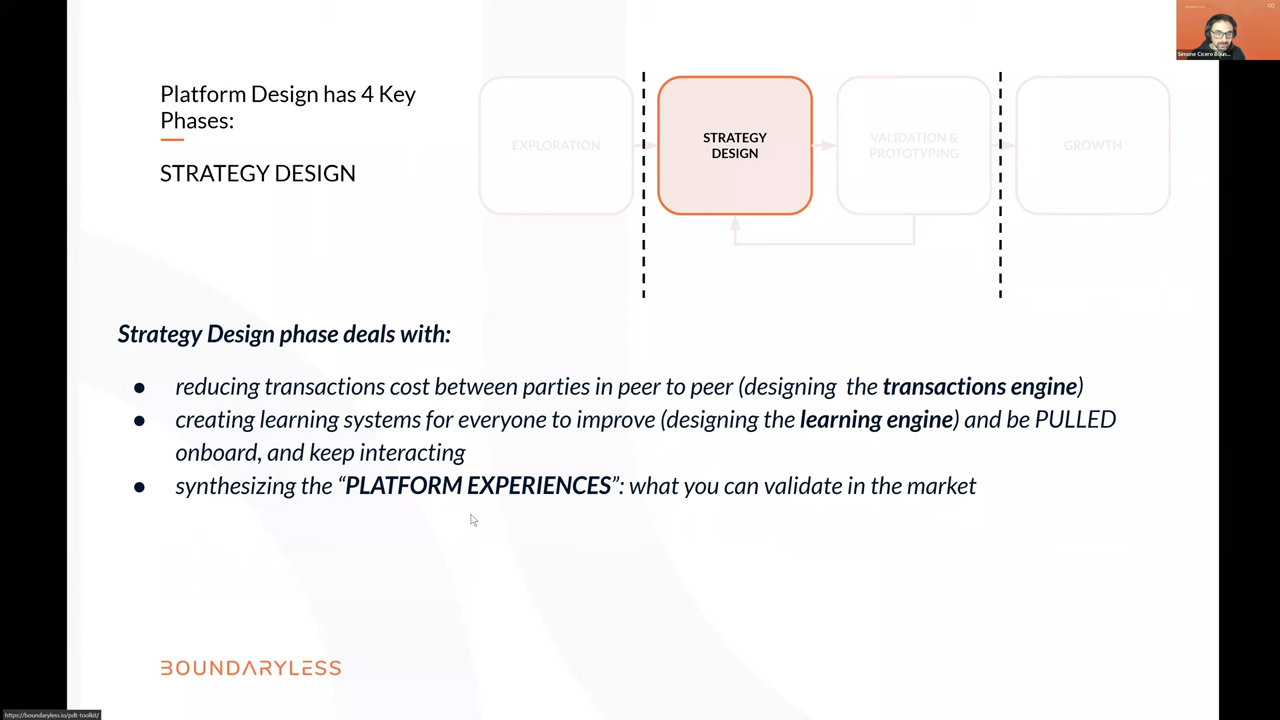 Platform Design has 4 Key
Phases:
STRATEGY DESIGN
EXPLORATION
STRATEGY
DESIGN
VALIDATION &
PROTOTYPING
GROWTH
Strategy Design phase deals with:
● reducing transactions cost between parties in peer to peer (designing the transactions engine)
● creating learning systems for everyone to improve (designing the learning engine) and be PULLED
onboard, and keep interacting
● synthesizing the “PLATFORM EXPERIENCES”: what you can validate in the market
BOUNDARYLESS
Simone Cicero Boun...
https://boundaryless.io/pdt-toolkit/